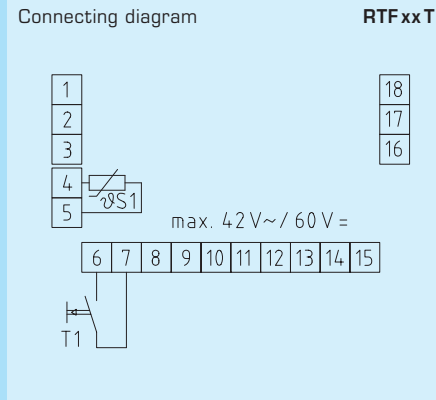 Connecting diagram RTF xx T
1 18
2 17
3 16
4
ϑS1
5
max. 42 V~/ 60 V =
6 7 8 9 10 11 12 13 14 15
T1